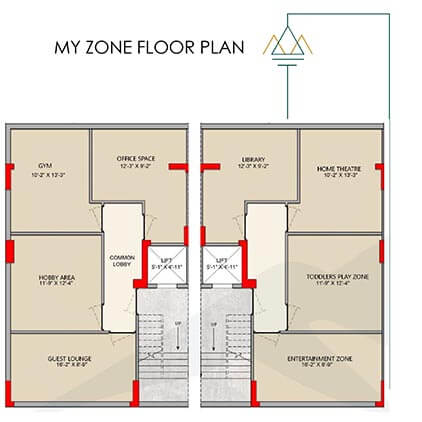 MY ZONE FLOOR PLAN
GYM
10'-2" X 13'-3"
OFFICE SPACE
12'-3" X 9'-2"
LIBRARY
12'-3" X 9'-2"
HOME THEATRE
10'-2" X 13'-3"
COMMON
LOBBY
LIFT
5'-1" X 4'-11"
LIFT
5'-1" X 4'-11"
HOBBY AREA
11'-9" X 12'-4"
TODDLERS PLAY ZONE
11'-9" X 12'-4"
UP
UP
GUEST LOUNGE
16'-2" X 8'-9"
ENTERTAINMENT ZONE
16'-2" X 8'-9"